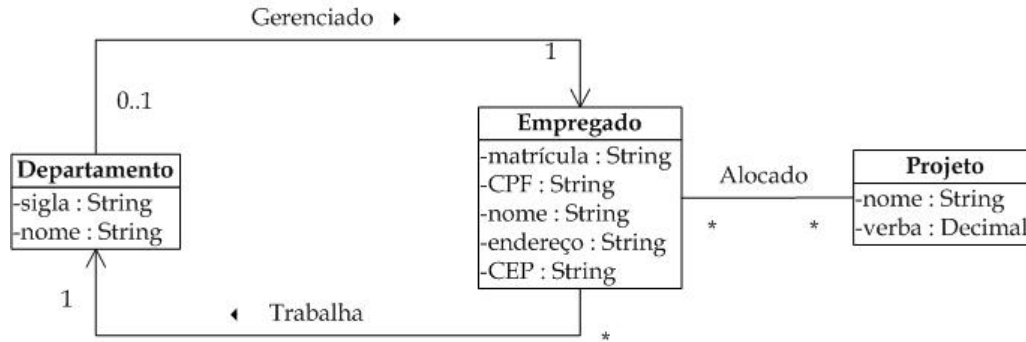 Gerenciado
1
0..1
Departamento
-sigla : String
-nome : String
Empregado
-matrícula : String
-CPF : String
-nome : String
-endereço : String
-CEP : String
Alocado
*
*
Projeto
-nome : String
-verba : Decimal
1
Trabalha
*